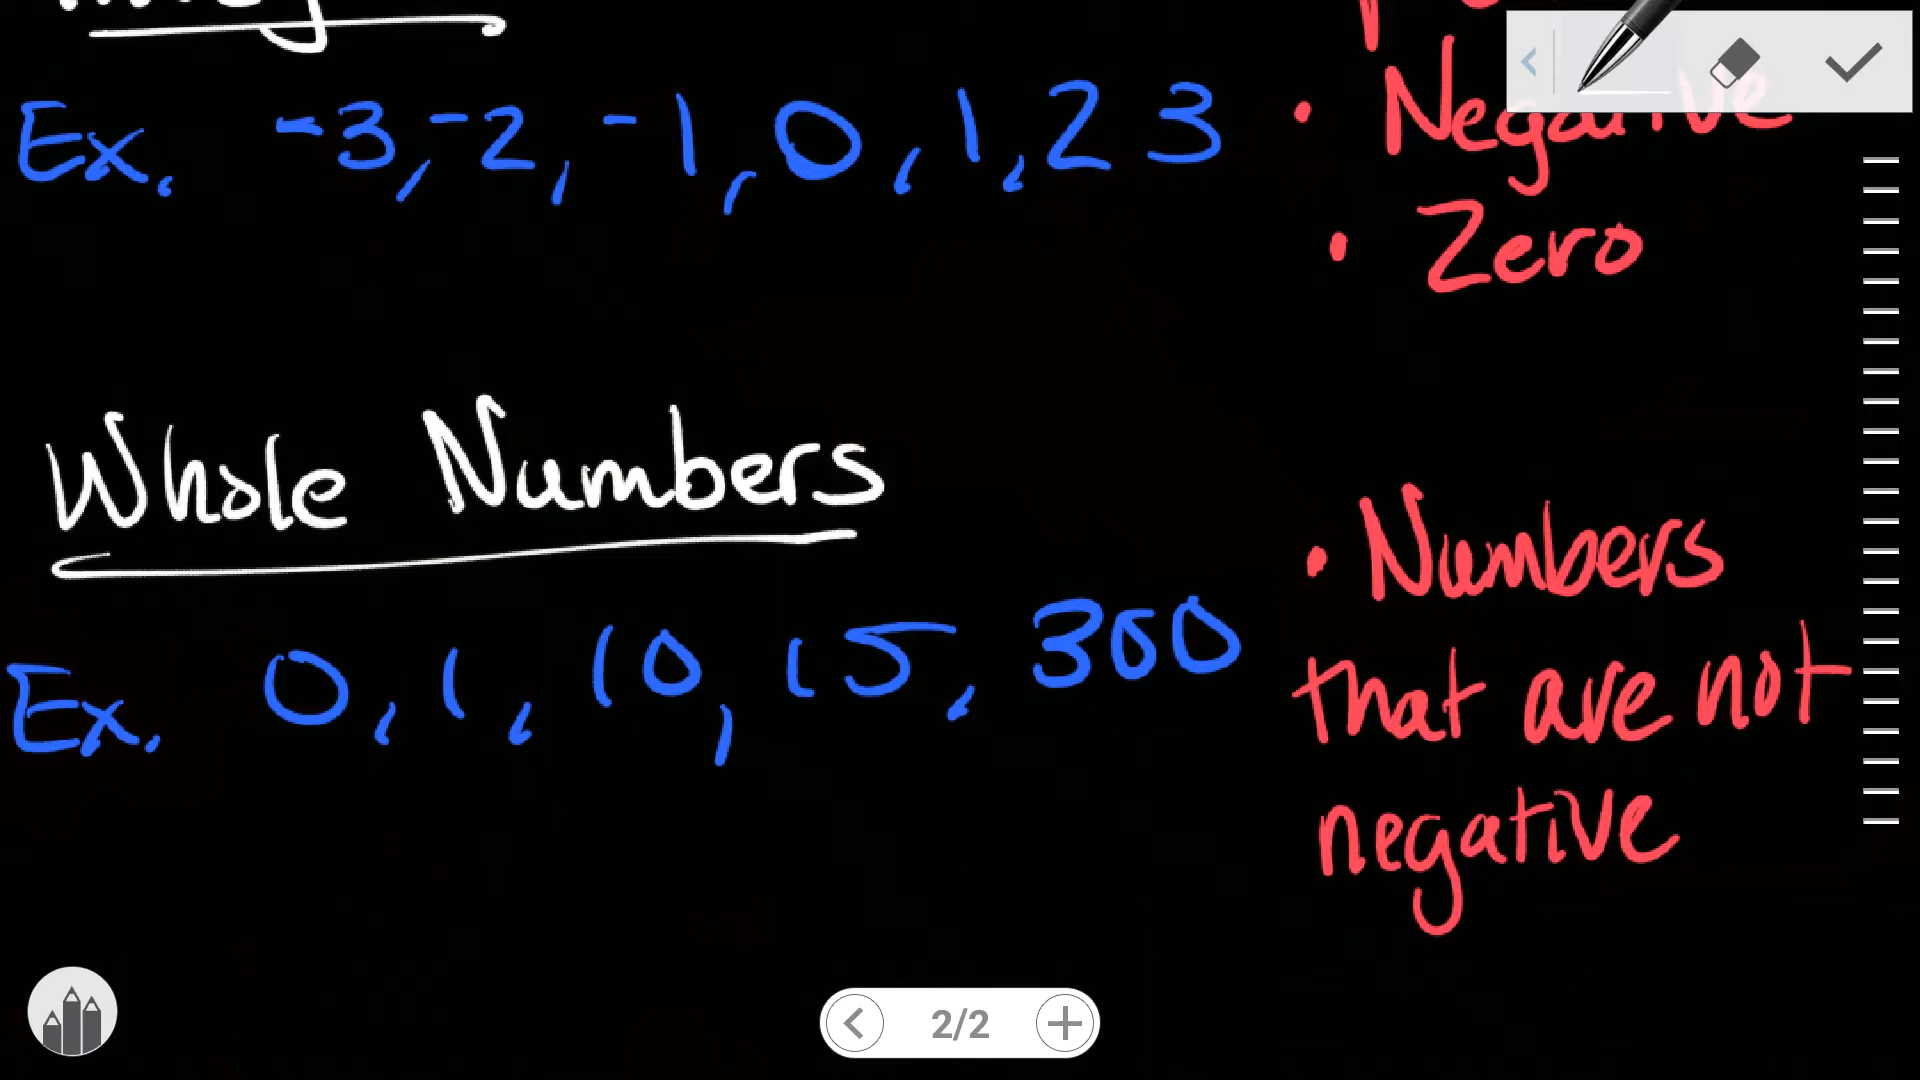 Ex. -3, -2, -1, 0, 1, 2 3
• Negative
• Zero
Whole Numbers
Ex. 0, 1, 10, 15, 300
• Numbers
that are not
negative
2/2